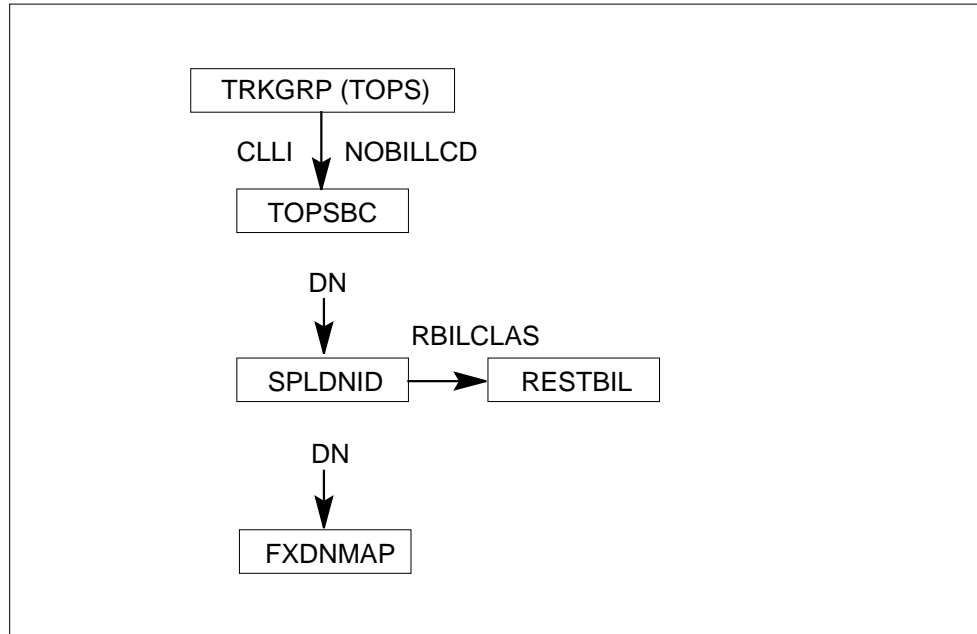 TRKGRP (TOPS)
CLLI NOBILLCD
TOPSBC
DN
RBILCLAS
SPLDNID RESTBIL
DN
FXDNMAP